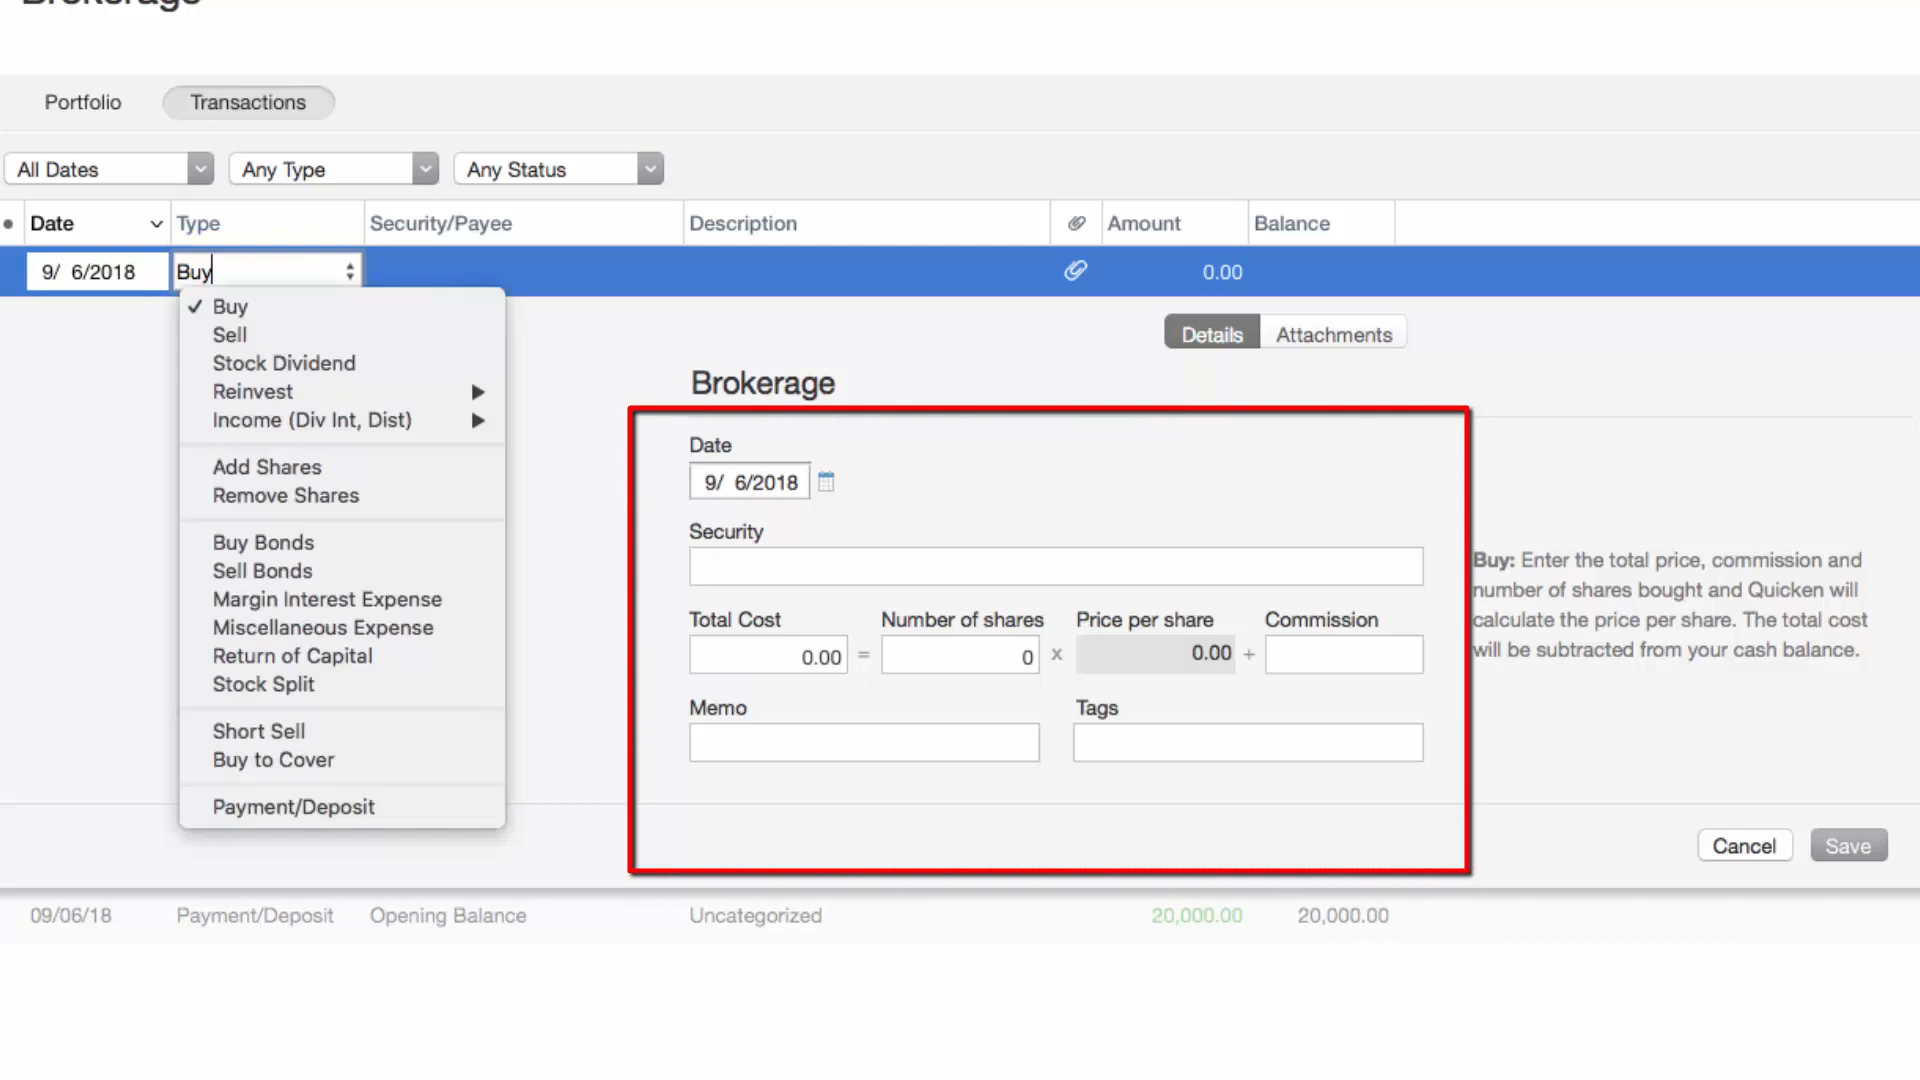 Brokerage
Portfolio Transactions
All Dates Any Type Any Status
Date Type Security/Payee Description Amount Balance
9/ 6/2018 Buy 0.00
✓ Buy
Sell
Stock Dividend
Reinvest
Income (Div Int, Dist)
Add Shares
Remove Shares
Buy Bonds
Sell Bonds
Margin Interest Expense
Miscellaneous Expense
Return of Capital
Stock Split
Short Sell
Buy to Cover
Payment/Deposit
Details Attachments
Brokerage
Date
9/ 6/2018
Security
Total Cost Number of shares Price per share Commission
0.00 = 0 x 0.00 +
Memo Tags
Buy: Enter the total price, commission and
number of shares bought and Quicken will
calculate the price per share. The total cost
will be subtracted from your cash balance.
Cancel Save
09/06/18 Payment/Deposit Opening Balance Uncategorized 20,000.00 20,000.00